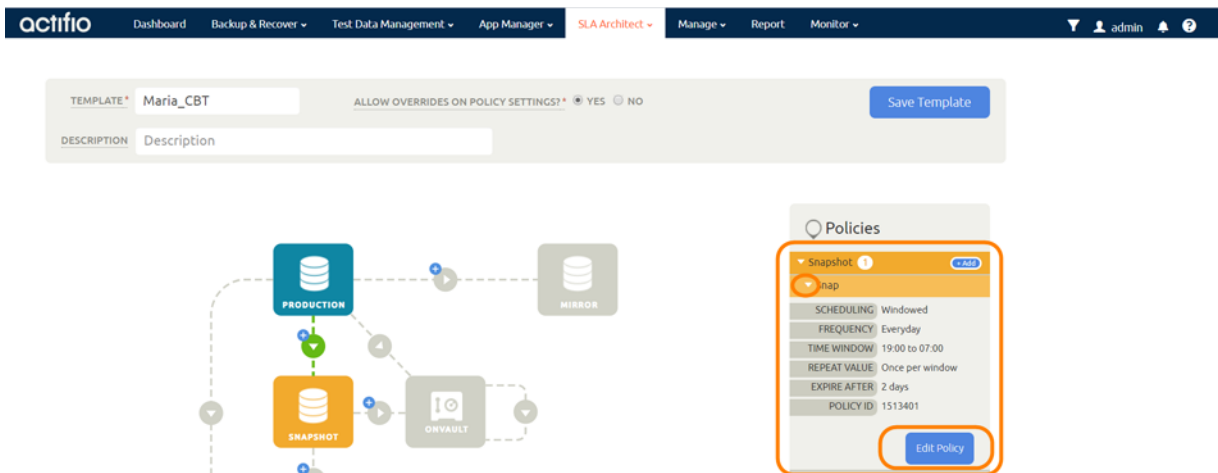 actifio Dashboard Backup & Recover Test Data Management App Manager SLA Architect Manage Report Monitor admin ?
TEMPLATE* Maria_CBT ALLOW OVERRIDES ON POLICY SETTINGS?* YES NO Save Template
DESCRIPTION Description
Policies
Snapshot 1 +Add
Snap
PRODUCTION
MIRROR
SCHEDULING Windowed
FREQUENCY Everyday
TIME WINDOW 19:00 to 07:00
REPEAT VALUE Once per window
EXPIRE AFTER 2 days
POLICY ID 1513401
SNAPSHOT
ONVAULT
Edit Policy